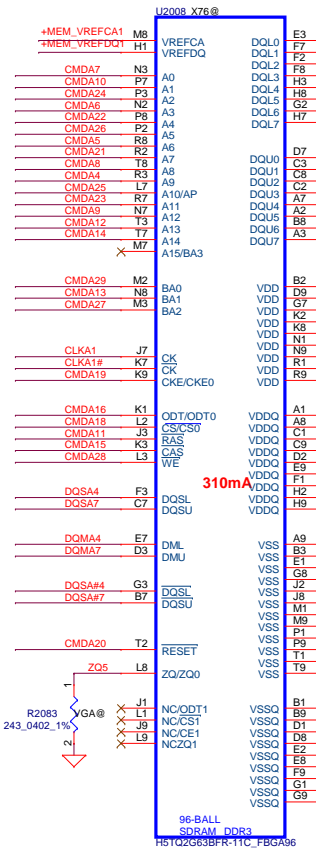 U2008 X76@
+MEM_VREFCA1 M8 VREFCA DQL0 E3
+MEM_VREFDQ1 H1 VREFDQ DQL1 F7
DQL2 F2
CMDA7 N3 A0 DQL3 F8
CMDA10 P7 A1 DQL4 H3
CMDA24 P3 A2 DQL5 H8
CMDA6 N2 A3 DQL6 G2
CMDA22 P8 A4 DQL7 H7
CMDA26 P2 A5
CMDA5 R8 A6
CMDA21 R2 A7 DQU0 D7
CMDA8 T8 A8 DQU1 C3
CMDA4 R3 A9 DQU2 C8
CMDA25 L7 A10/AP DQU3 C2
CMDA23 R7 A11 DQU4 A7
CMDA9 N7 A12 DQU5 A2
CMDA12 T3 A13 DQU6 B8
CMDA14 T7 A14 DQU7 A3
M7 A15/BA3
CMDA29 M2 BA0 VDD B2
CMDA13 N8 BA1 VDD D9
CMDA27 M3 BA2 VDD G7
VDD K2
VDD K8
VDD N1
CLKA1 J7 CK VDD N9
CLKA1# K7 CK VDD R1
CMDA19 K9 CKE/CKE0 VDD R9
CMDA16 K1 ODT/ODT0 VDDQ A1
CMDA18 L2 CS/CS0 VDDQ A8
CMDA11 J3 RAS VDDQ C1
CMDA15 K3 CAS VDDQ C9
CMDA28 L3 WE VDDQ D2
VDDQ E9
310mA VDDQ F1
DQSA4 F3 DQSL VDDQ H2
DQSA7 C7 DQSU VDDQ H9
DQMA4 E7 DML VSS A9
DQMA7 D3 DMU VSS B3
VSS E1
VSS G8
DQSA#4 G3 DQSL VSS J2
DQSA#7 B7 DQSU VSS J8
VSS M1
VSS M9
VSS P1
CMDA20 T2 RESET VSS P9
VSS T1
ZQ5 L8 ZQ/ZQ0 VSS T9
1
J1 NC/ODT1 VSSQ B1
R2083 VGA@ L1 NC/CS1 VSSQ B9
243_0402_1% J9 NC/CE1 VSSQ D1
2 L9 NCZQ1 VSSQ D8
VSSQ E2
VSSQ E8
VSSQ F9
VSSQ G1
VSSQ G9
96-BALL
SDRAM DDR3
H5TQ2G63BFR-11C_FBGA96